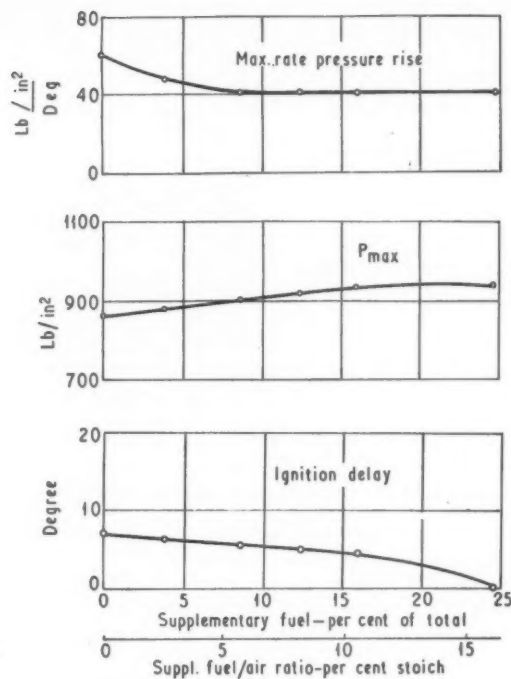 80
Max. rate pressure rise
Lb / in²
Deg
40
0
1100
P max
Lb/in²
900
700
20
Ignition delay
Degree
10
0
0 5 10 15 20 25
Supplementary fuel—per cent of total
0 5 10 15
Suppl. fuel/air ratio-per cent stoich